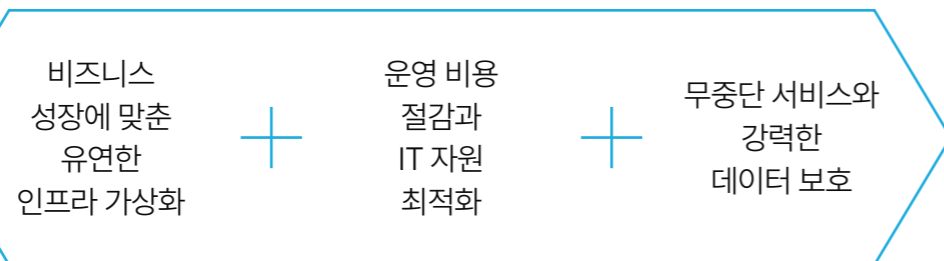 비즈니스
성장에 맞춘
유연한
인프라 가상화
운영 비용
절감과
IT 자원
최적화
무중단 서비스와
강력한
데이터 보호